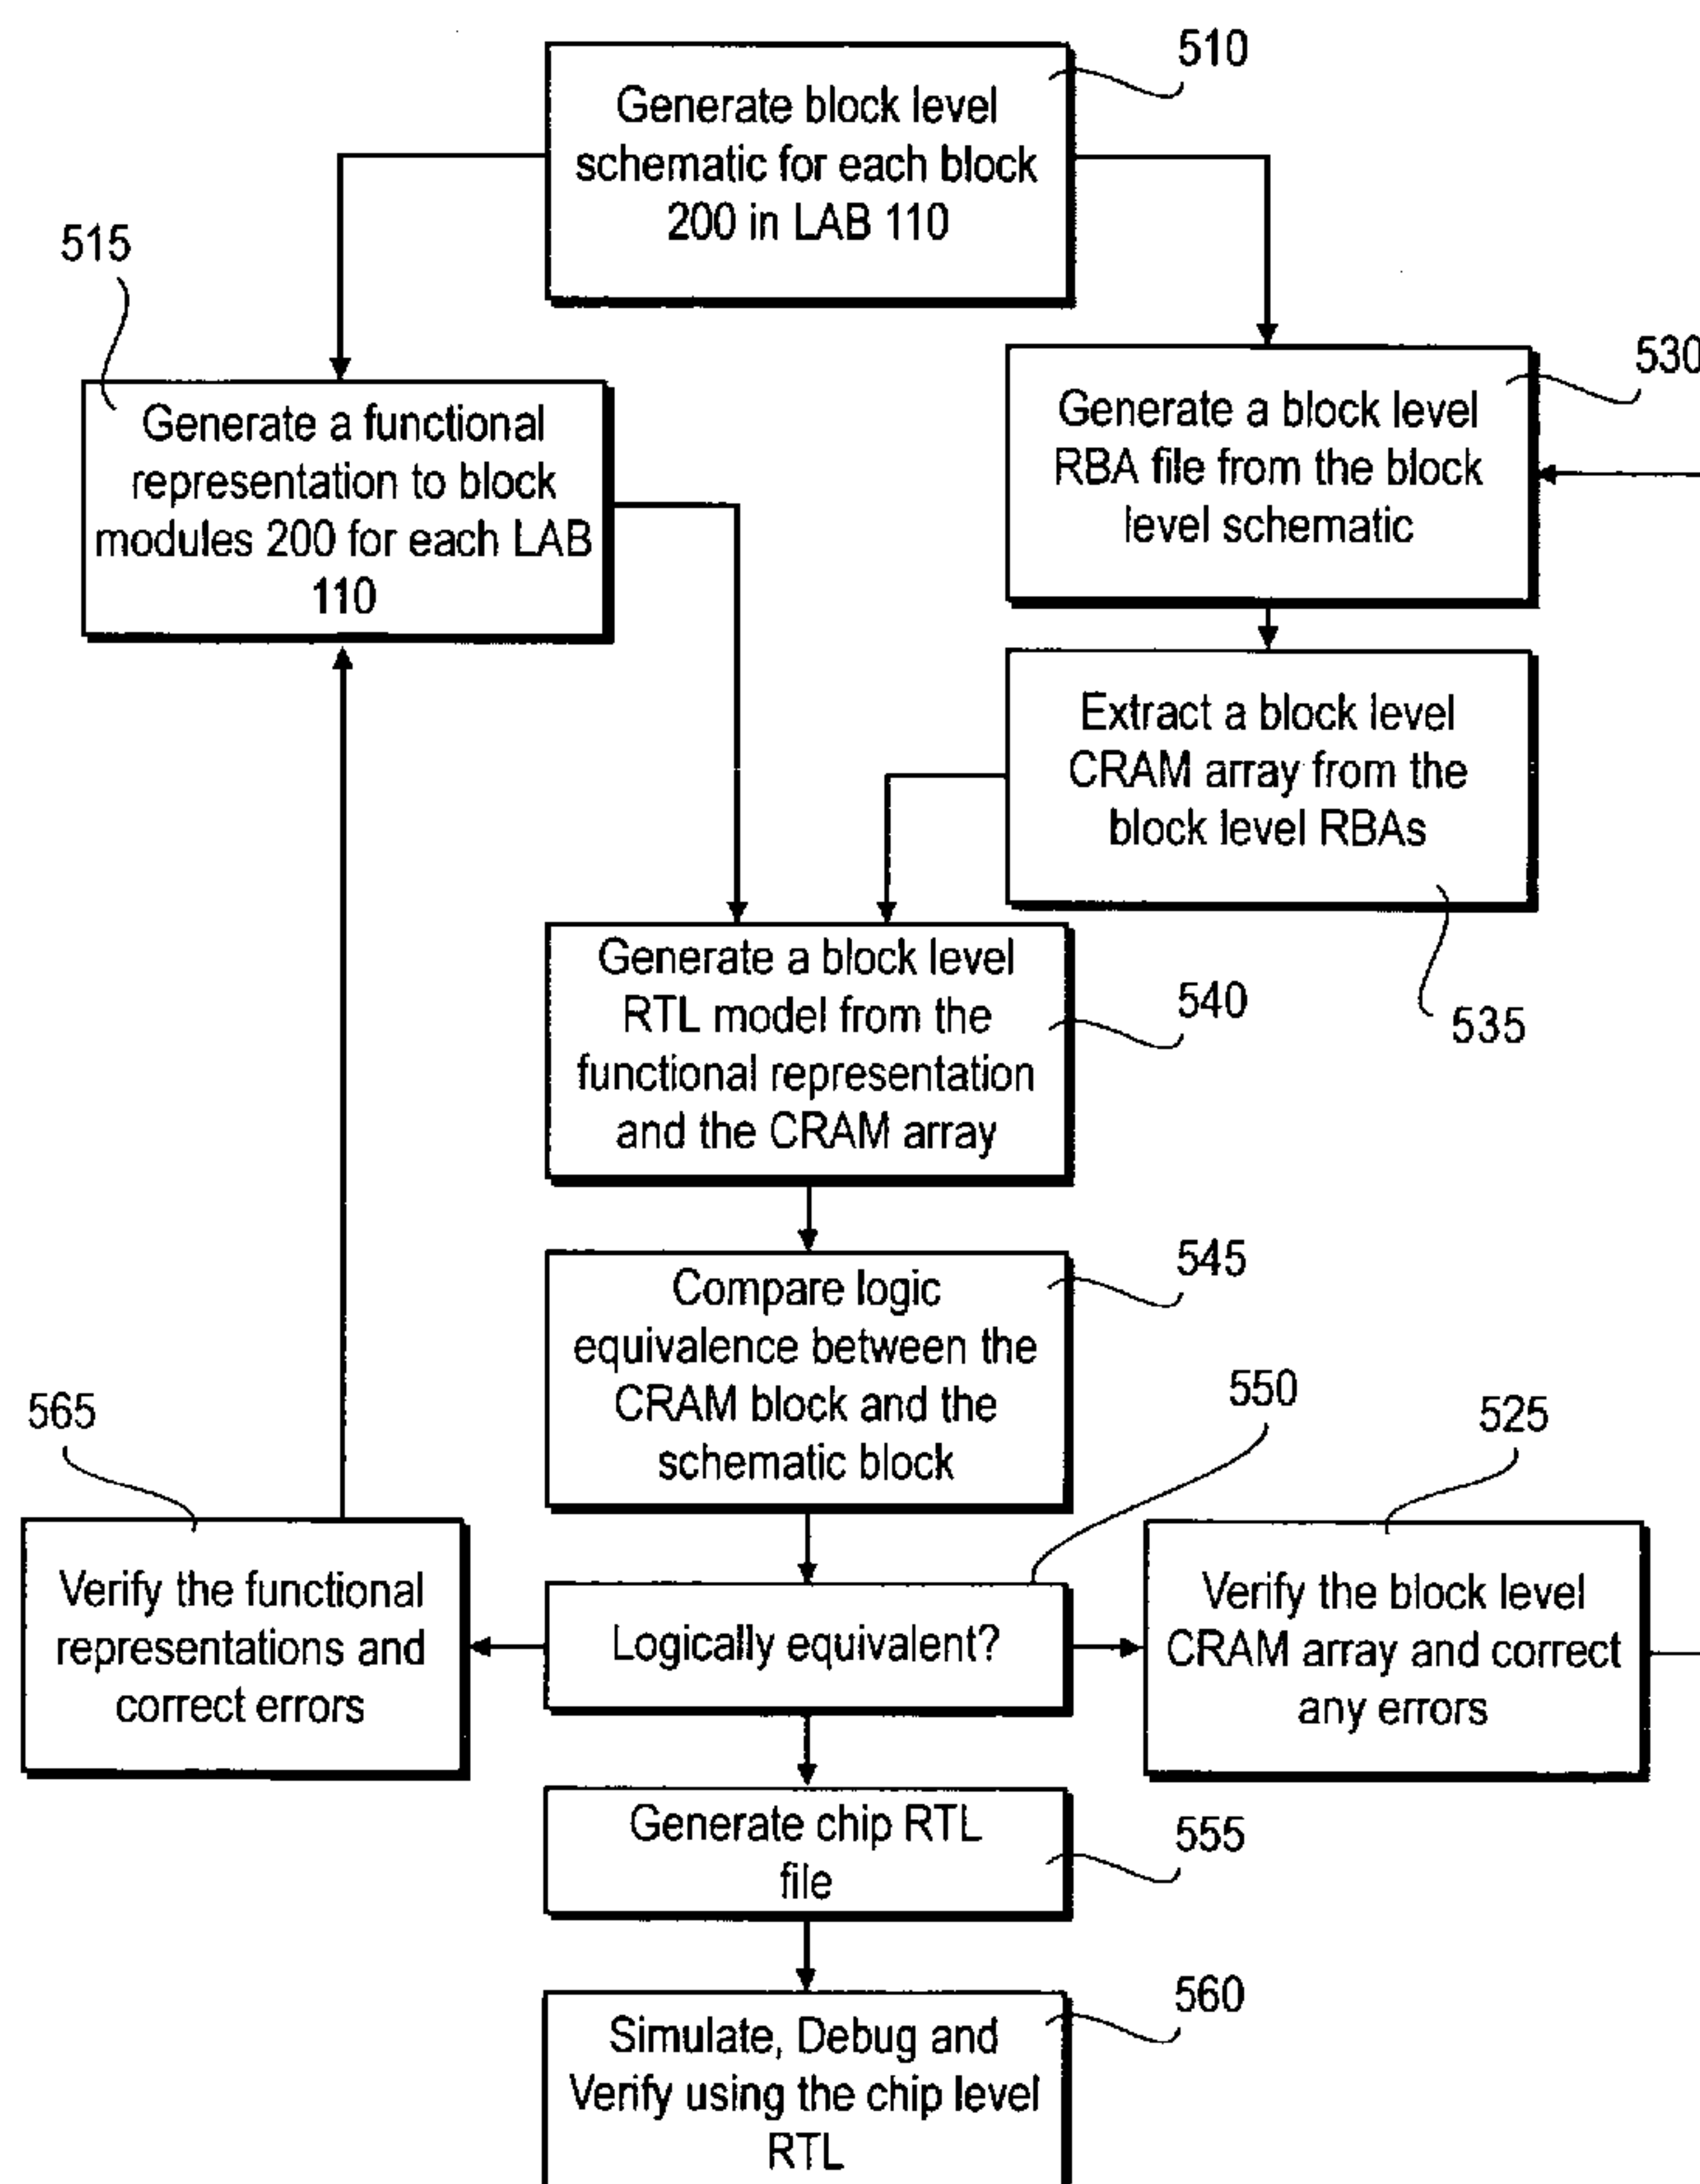 510
Generate block level
schematic for each block
200 in LAB 110
515
Generate a functional
representation to block
modules 200 for each LAB
110
530
Generate a block level
RBA file from the block
level schematic
Extract a block level
CRAM array from the
block level RBAs
535
Generate a block level
RTL model from the
functional representation
and the CRAM array
540
Compare logic
equivalence between the
CRAM block and the
schematic block
545
550
565
Verify the functional
representations and
correct errors
Logically equivalent?
525
Verify the block level
CRAM array and correct
any errors
Generate chip RTL
file
555
560
Simulate, Debug and
Verify using the chip level
RTL